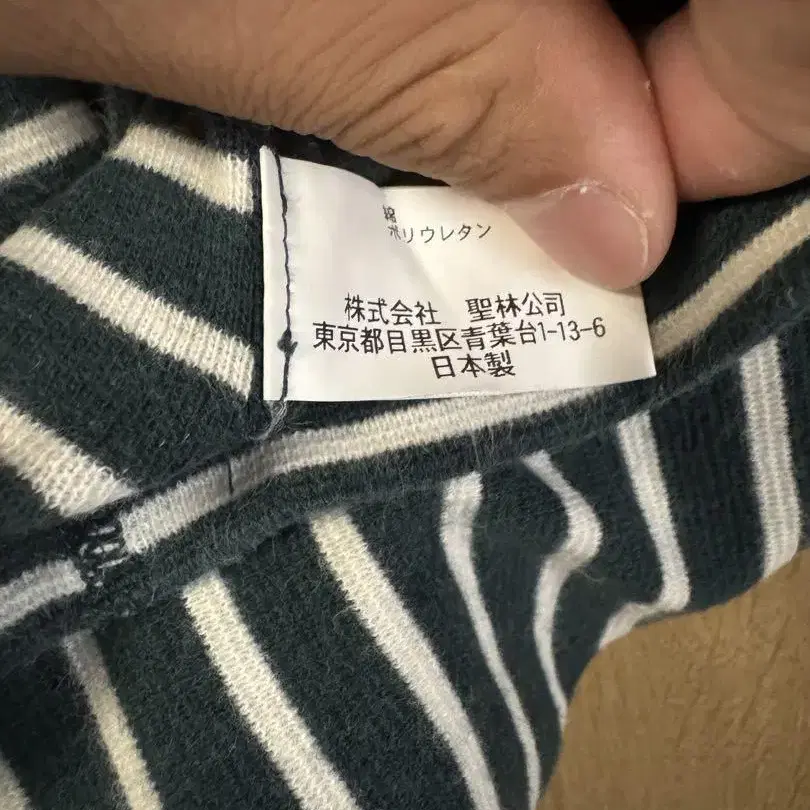 綿
ポリウレタン
株式会社 聖林公司
東京都目黒区青葉台1-13-6
日本製